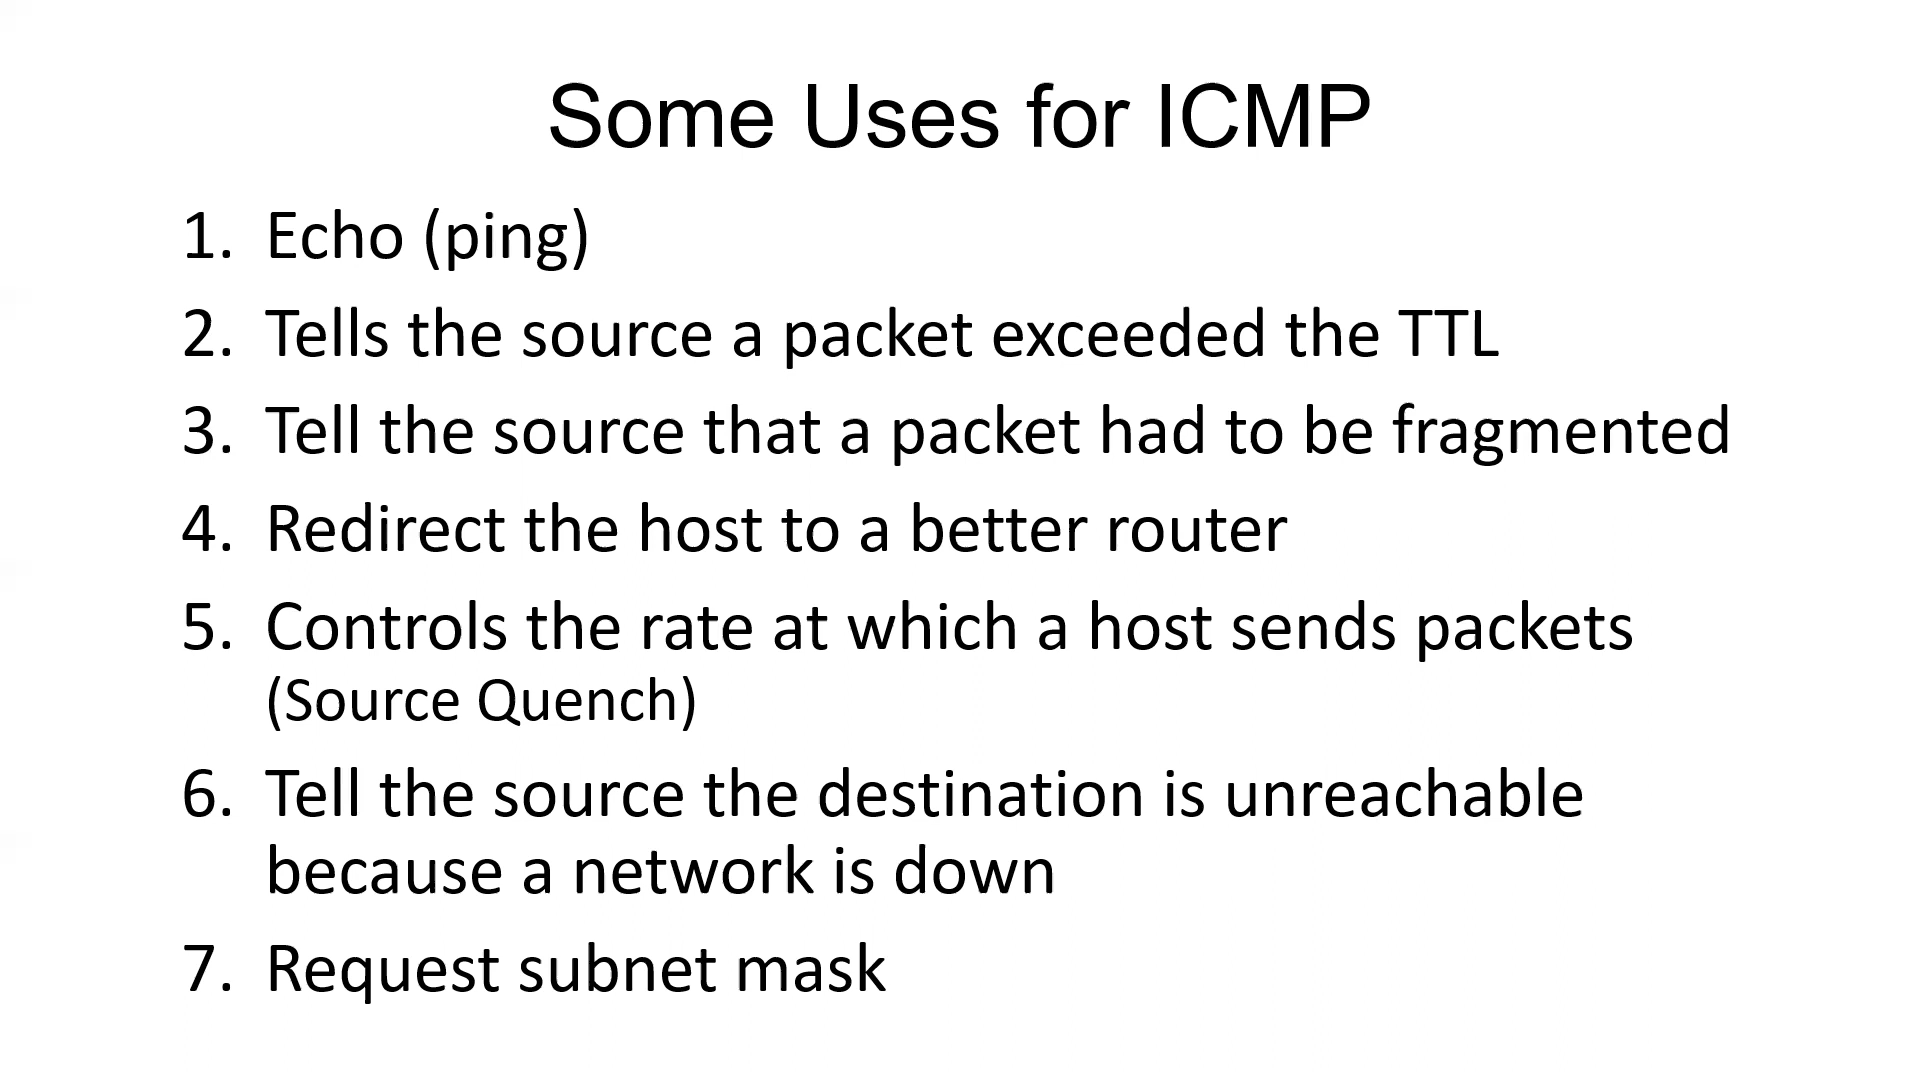 Some Uses for ICMP
1. Echo (ping)
2. Tells the source a packet exceeded the TTL
3. Tell the source that a packet had to be fragmented
4. Redirect the host to a better router
5. Controls the rate at which a host sends packets
(Source Quench)
6. Tell the source the destination is unreachable
because a network is down
7. Request subnet mask